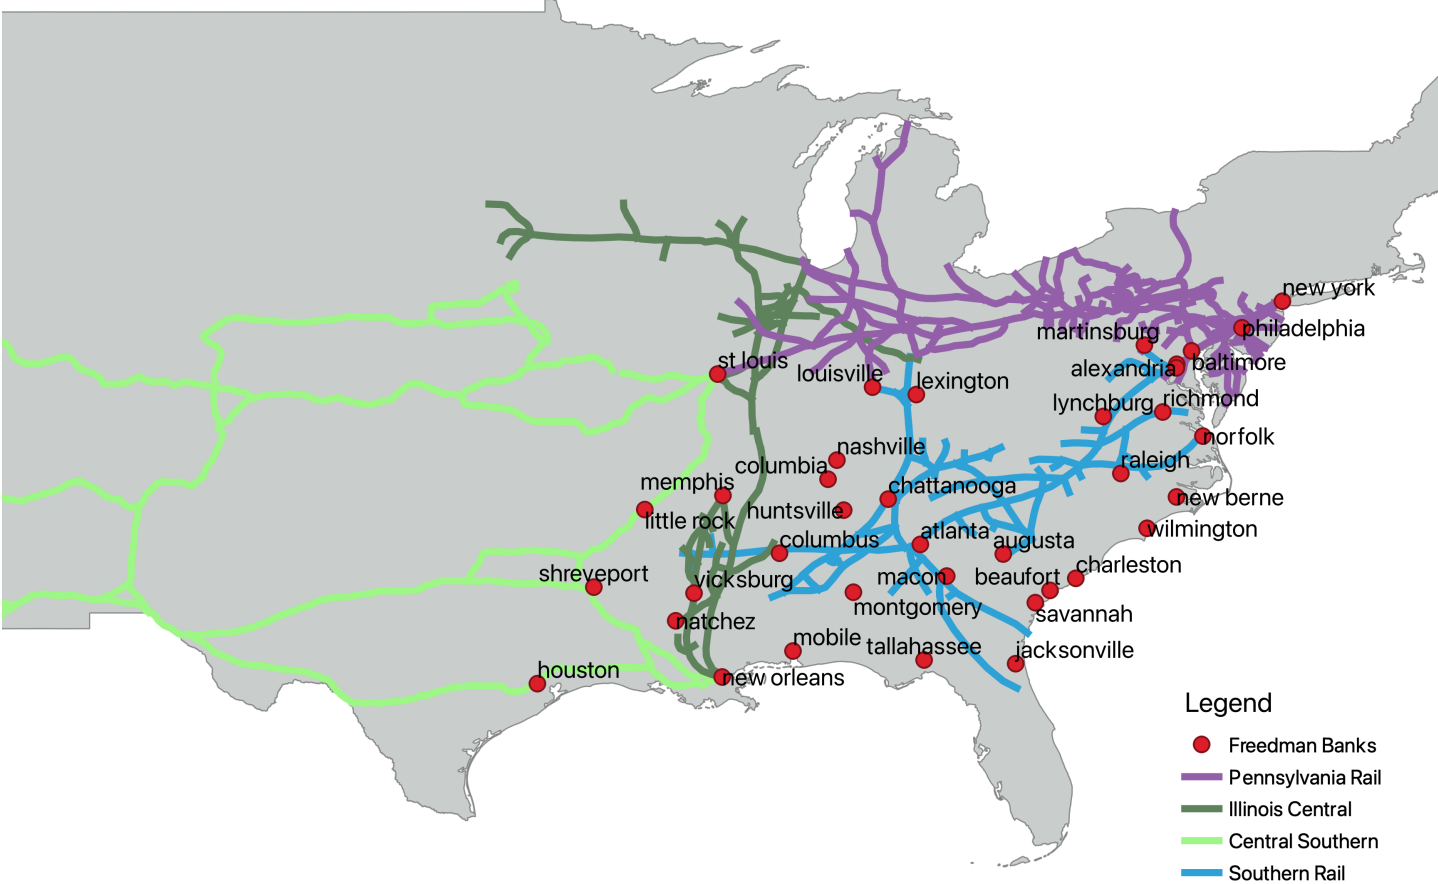 new york
martinsburg
philadelphia
st louis
louisville
lexington
alexandria
baltimore
lynchburg
richmond
norfolk
nashville
columbia
raleigh
memphis
chattanooga
little rock
huntsville
new berne
wilmington
columbus
atlanta
augusta
shreveport
vicksburg
macon
beaufort
charleston
montgomery
savannah
natchez
mobile
tallahassee
jacksonville
houston
new orleans
Legend
Freedman Banks
Pennsylvania Rail
Illinois Central
Central Southern
Southern Rail